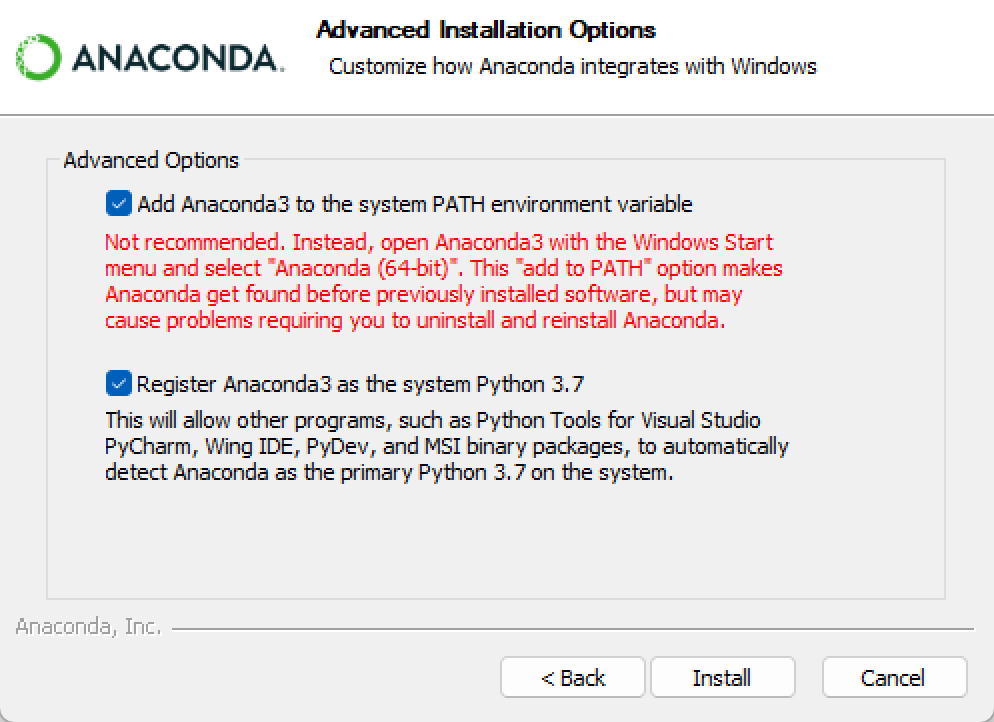 ANACONDA.
Advanced Installation Options
Customize how Anaconda integrates with Windows
Advanced Options
Add Anaconda3 to the system PATH environment variable
Not recommended. Instead, open Anaconda3 with the Windows Start
menu and select "Anaconda (64-bit)". This "add to PATH" option makes
Anaconda get found before previously installed software, but may
cause problems requiring you to uninstall and reinstall Anaconda.
Register Anaconda3 as the system Python 3.7
This will allow other programs, such as Python Tools for Visual Studio
PyCharm, Wing IDE, PyDev, and MSI binary packages, to automatically
detect Anaconda as the primary Python 3.7 on the system.
Anaconda, Inc.
< Back
Install
Cancel